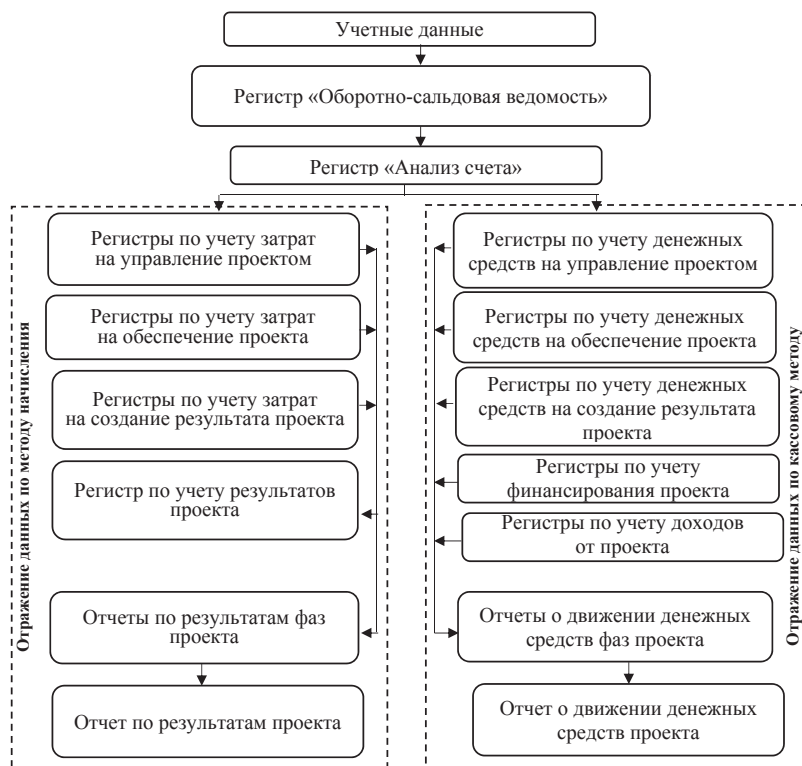 Учетные данные
Регистр «Оборотно-сальдовая ведомость»
Регистр «Анализ счета»
Отражение данных по методу начисления
Регистры по учету затрат
на управление проектом
Регистры по учету затрат
на обеспечение проекта
Регистры по учету затрат
на создание результата проекта
Регистр по учету результатов
проекта
Отчеты по результатам фаз
проекта
Отчет по результатам проекта
Регистры по учету денежных
средств на управление проектом
Регистры по учету денежных
средств на обеспечение проекта
Регистры по учету денежных
средств на создание результата
проекта
Регистры по учету
финансирования проекта
Регистры по учету доходов
от проекта
Отчеты о движении денежных
средств фаз проекта
Отчет о движении денежных
средств проекта
Отражение данных по кассовому методу